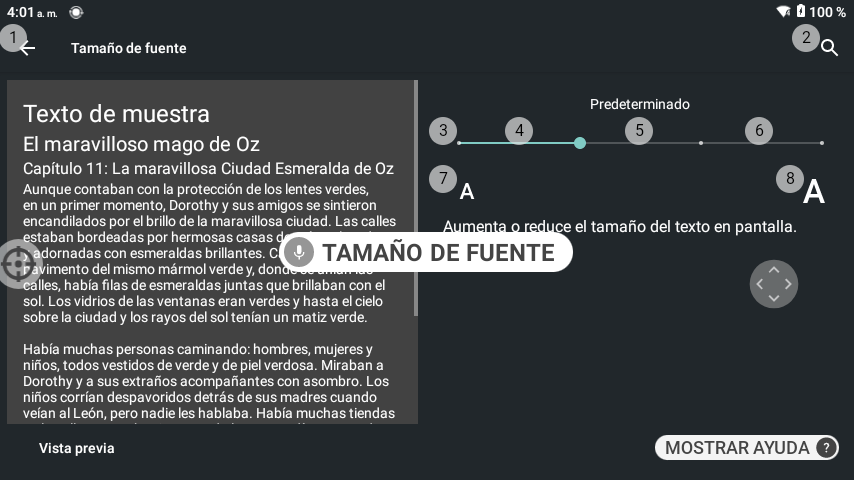 4:01 a. m.
100 %
1
Tamaño de fuente
2
Texto de muestra
El maravilloso mago de Oz
Capítulo 11: La maravillosa Ciudad Esmeralda de Oz
Aunque contaban con la protección de los lentes verdes,
en un primer momento, Dorothy y sus amigos se sintieron
encandilados por el brillo de la maravillosa ciudad. Las calles
estaban bordeadas por hermosas casas
y adornadas con esmeraldas brillantes.
pavimento del mismo mármol verde y,
calles, había filas de esmeraldas juntas que brillaban con el
sol. Los vidrios de las ventanas eran verdes y hasta el cielo
sobre la ciudad y los rayos del sol tenían un matiz verde.
Había muchas personas caminando: hombres, mujeres y
niños, todos vestidos de verde y de piel verdosa. Miraban a
Dorothy y a sus extraños acompañantes con asombro. Los
niños corrían despavoridos detrás de sus madres cuando
veían al León, pero nadie les hablaba. Había muchas tiendas
Vista previa
Predeterminado
3
4
5
6
7
A
8
A
Aumenta o reduce el tamaño del texto en pantalla.
TAMAÑO DE FUENTE
MOSTRAR AYUDA ?